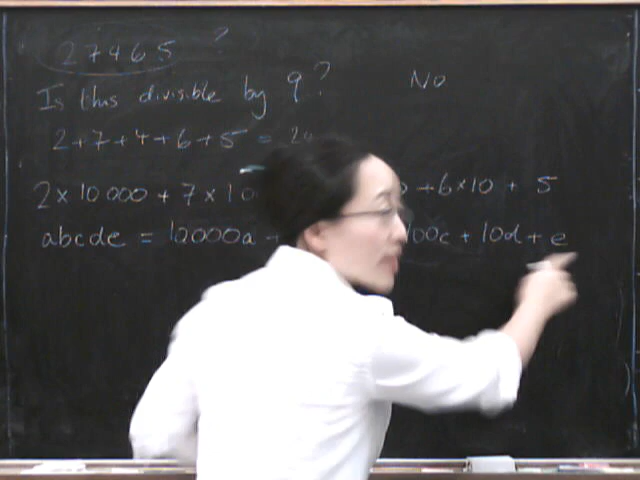 27465 ?
Is this divisible by 9? No
2+7+4+6+5 = 2
2 × 10 000 + 7 × 10 +6×10 + 5
abcde = 10000a + 100c + 10d + e